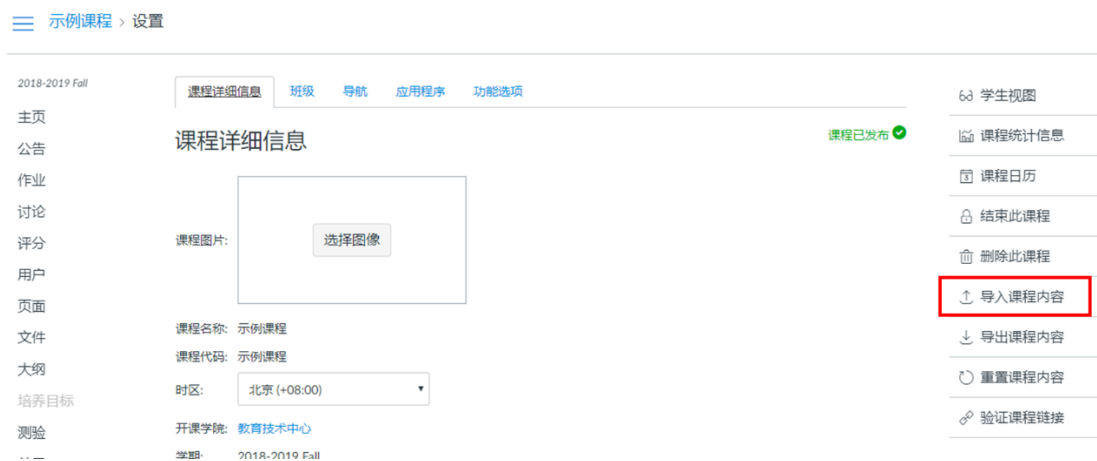 示例课程 > 设置
2018-2019 Fall
主页
公告
作业
讨论
评分
用户
页面
文件
大纲
培养目标
测验
课程详细信息 班级 导航 应用程序 功能选项
课程详细信息
课程已发布
课程图片:
选择图像
课程名称: 示例课程
课程代码: 示例课程
时区: 北京 (+08:00)
开课学院: 教育技术中心
学期: 2018-2019 Fall
学生视图
课程统计信息
课程日历
结束此课程
删除此课程
导入课程内容
导出课程内容
重置课程内容
验证课程链接